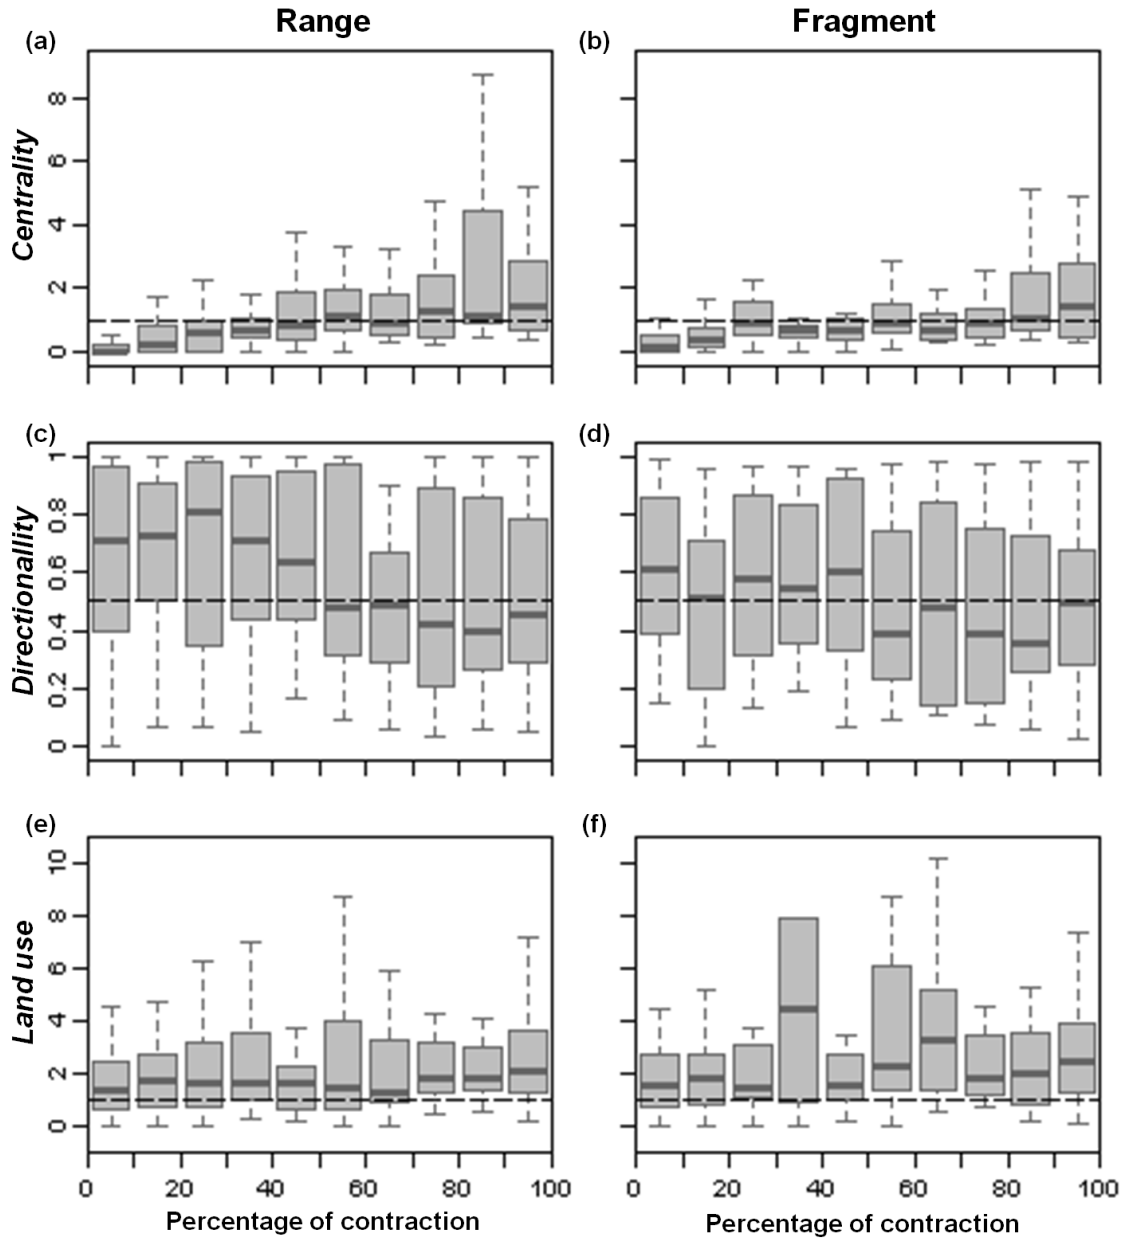 Range Fragment
(a) (b)
Centrality
0 2 4 6 8
(c) (d)
Directionallity
0 0.2 0.4 0.6 0.8 1
(e) (f)
Land use
0 2 4 6 8 10
0 20 40 60 80 100 0 20 40 60 80 100
Percentage of contraction Percentage of contraction